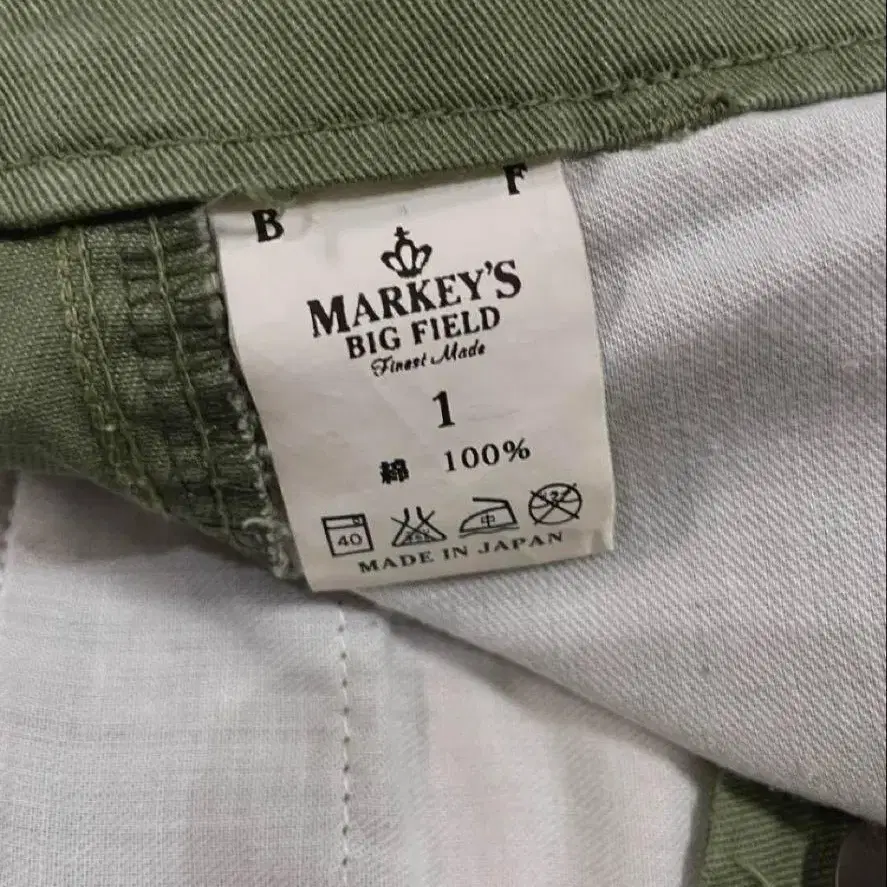 B F
MARKEY'S
BIG FIELD
Finest Made
1
綿 100%
40 中
MADE IN JAPAN